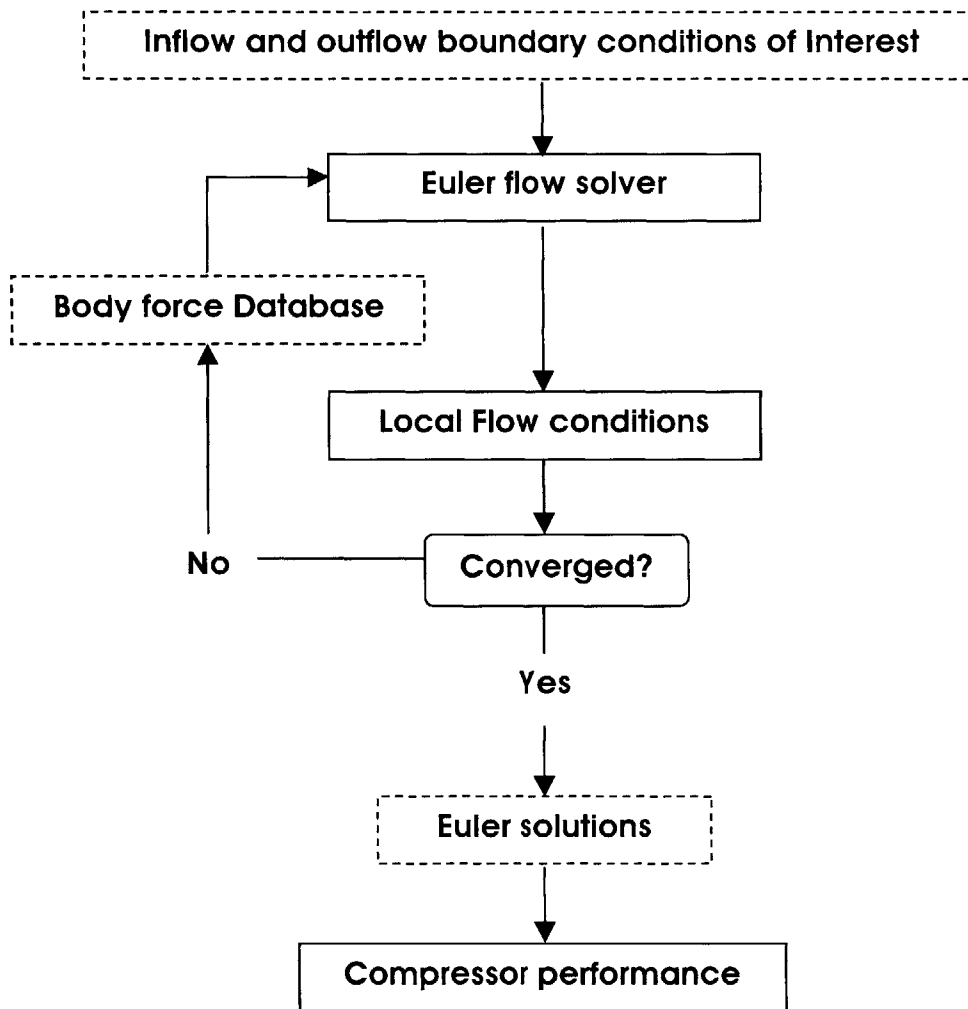 Inflow and outflow boundary conditions of Interest
Euler flow solver
Body force Database
Local Flow conditions
No
Converged?
Yes
Euler solutions
Compressor performance